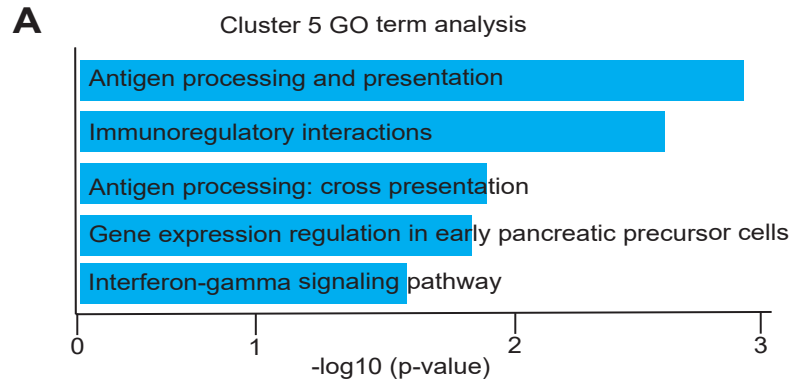 A
Cluster 5 GO term analysis
Antigen processing and presentation
Immunoregulatory interactions
Antigen processing: cross presentation
Gene expression regulation in early pancreatic precursor cells
Interferon-gamma signaling pathway
0 1 2 3
-log10 (p-value)